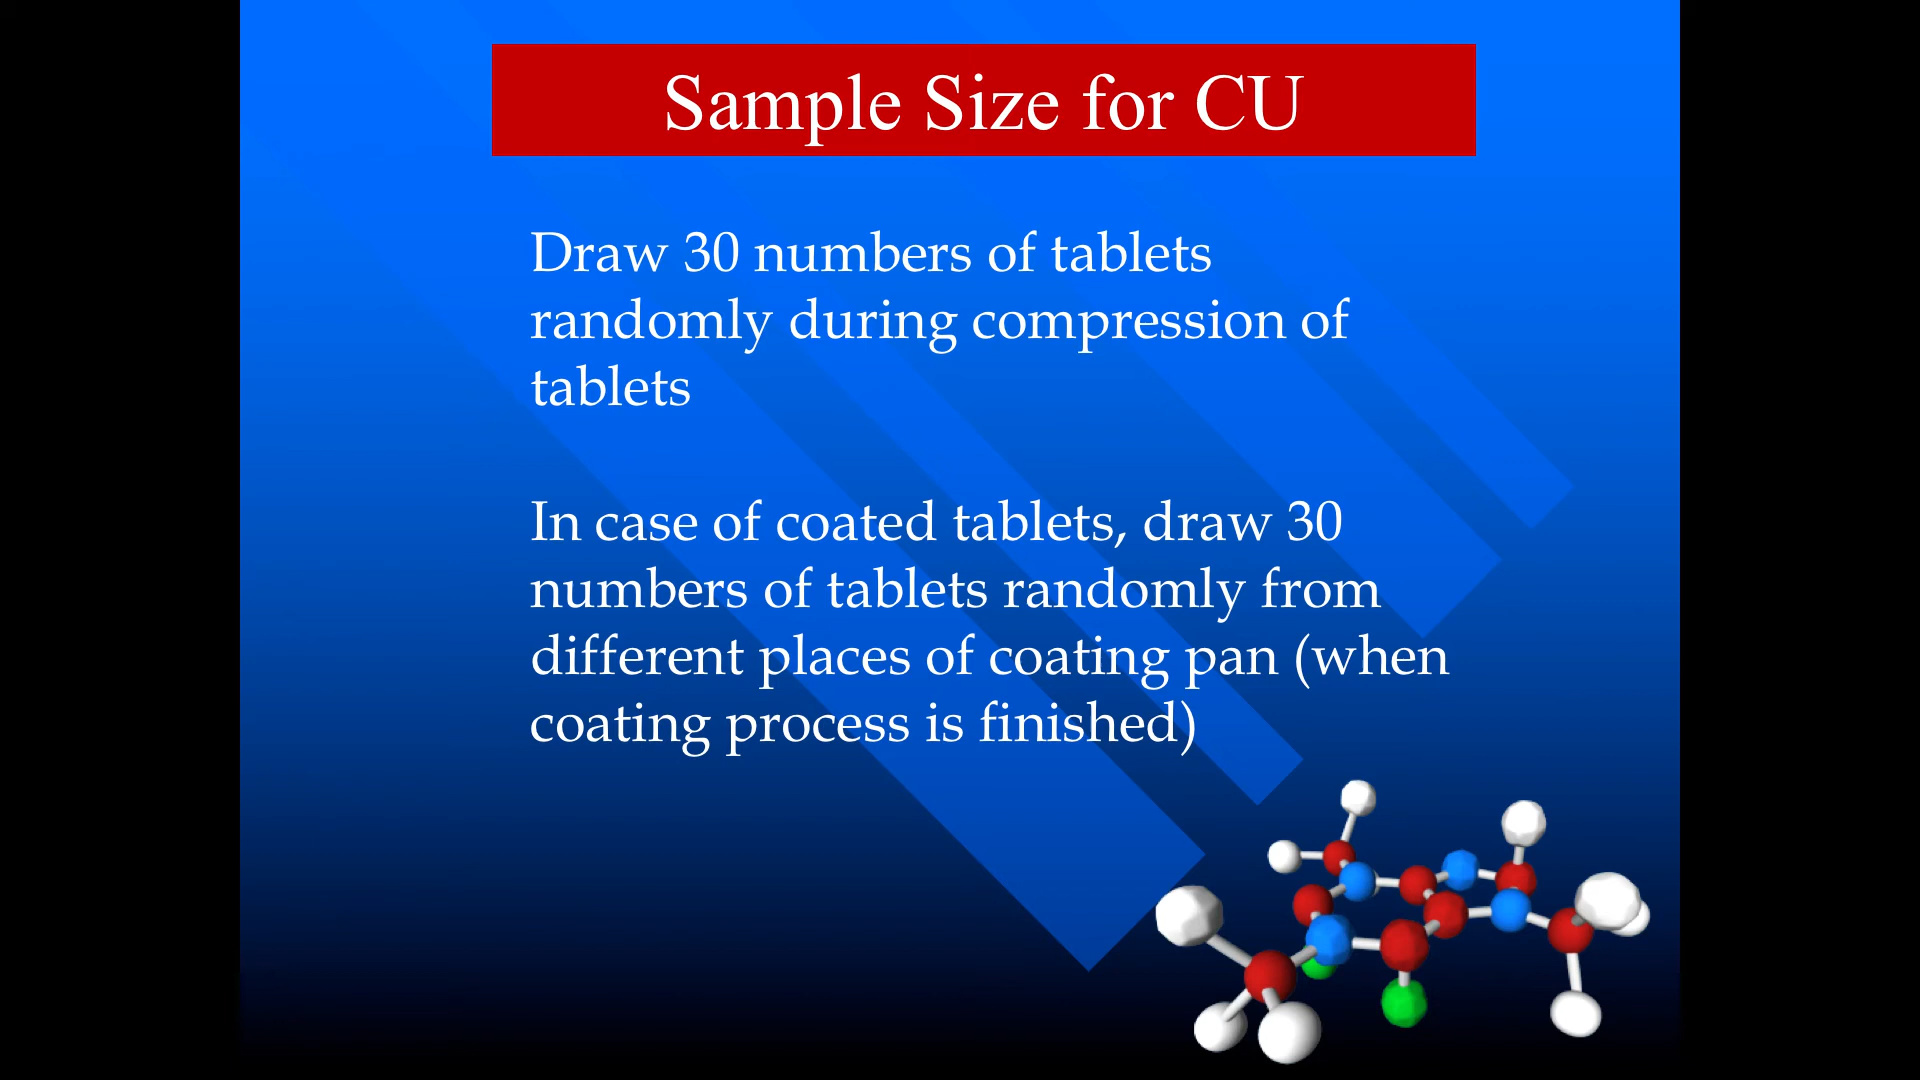 Sample Size for CU
Draw 30 numbers of tablets
randomly during compression of
tablets
In case of coated tablets, draw 30
numbers of tablets randomly from
different places of coating pan (when
coating process is finished)